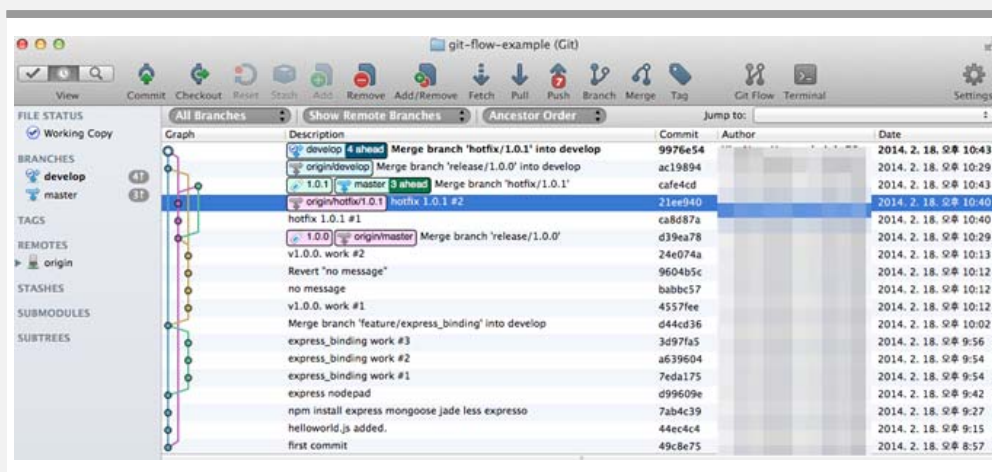 git-flow-example (Git)
View Commit Checkout Reset Stash Add Remove Add/Remove Fetch Pull Push Branch Merge Tag Git Flow Terminal Settings
7
All Branches Show Remote Branches Ancestor Order Jump to:
FILE STATUS
Working Copy
BRANCHES
develop 4↑
master 3↑
TAGS
REMOTES
origin
STASHES
SUBMODULES
SUBTREES
Graph Description Commit Author Date
develop 4 ahead Merge branch 'hotfix/1.0.1' into develop 9976e54 2014. 2. 18. 오후 10:43
origin/develop Merge branch 'release/1.0.0' into develop ac19894 2014. 2. 18. 오후 10:29
1.0.1 master 3 ahead Merge branch 'hotfix/1.0.1' cafe4cd 2014. 2. 18. 오후 10:43
origin/hotfix/1.0.1 hotfix 1.0.1 #2 21ee940 2014. 2. 18. 오후 10:40
hotfix 1.0.1 #1 ca8d87a 2014. 2. 18. 오후 10:40
1.0.0 origin/master Merge branch 'release/1.0.0' d39ea78 2014. 2. 18. 오후 10:29
v1.0.0. work #2 24e074a 2014. 2. 18. 오후 10:13
Revert "no message" 9604b5c 2014. 2. 18. 오후 10:12
no message babbc57 2014. 2. 18. 오후 10:12
v1.0.0. work #1 4557fee 2014. 2. 18. 오후 10:12
Merge branch 'feature/express_binding' into develop d44cd36 2014. 2. 18. 오후 10:02
express_binding work #3 3d97fa5 2014. 2. 18. 오후 9:56
express_binding work #2 a639604 2014. 2. 18. 오후 9:54
express_binding work #1 7eda175 2014. 2. 18. 오후 9:54
express nodepad d99609e 2014. 2. 18. 오후 9:42
npm install express mongoose jade less expresso 7ab4c39 2014. 2. 18. 오후 9:27
helloworld.js added. 44ec4c4 2014. 2. 18. 오후 9:15
first commit 49c8e75 2014. 2. 18. 오후 8:57